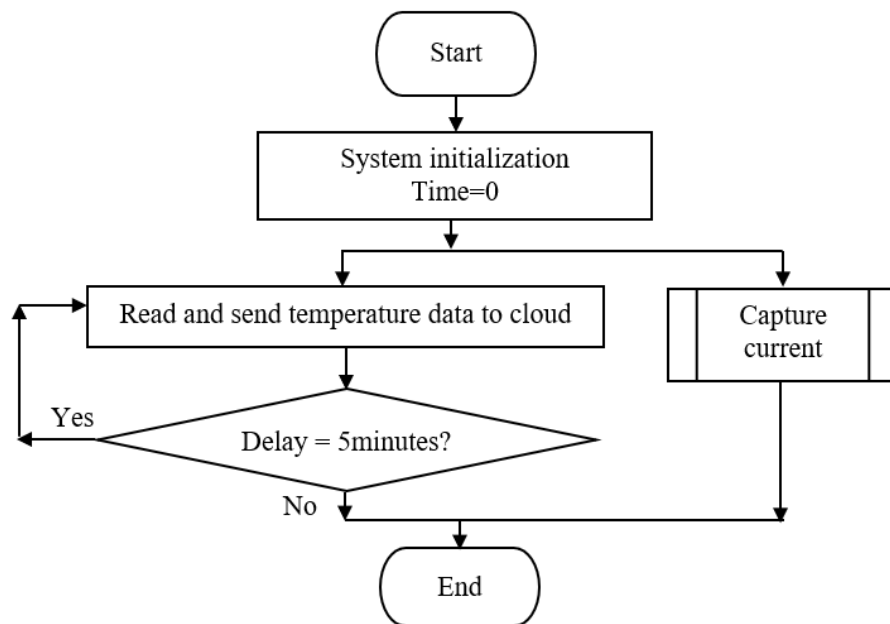 Start
System initialization
Time=0
Read and send temperature data to cloud
Capture
current
Yes
Delay = 5minutes?
No
End